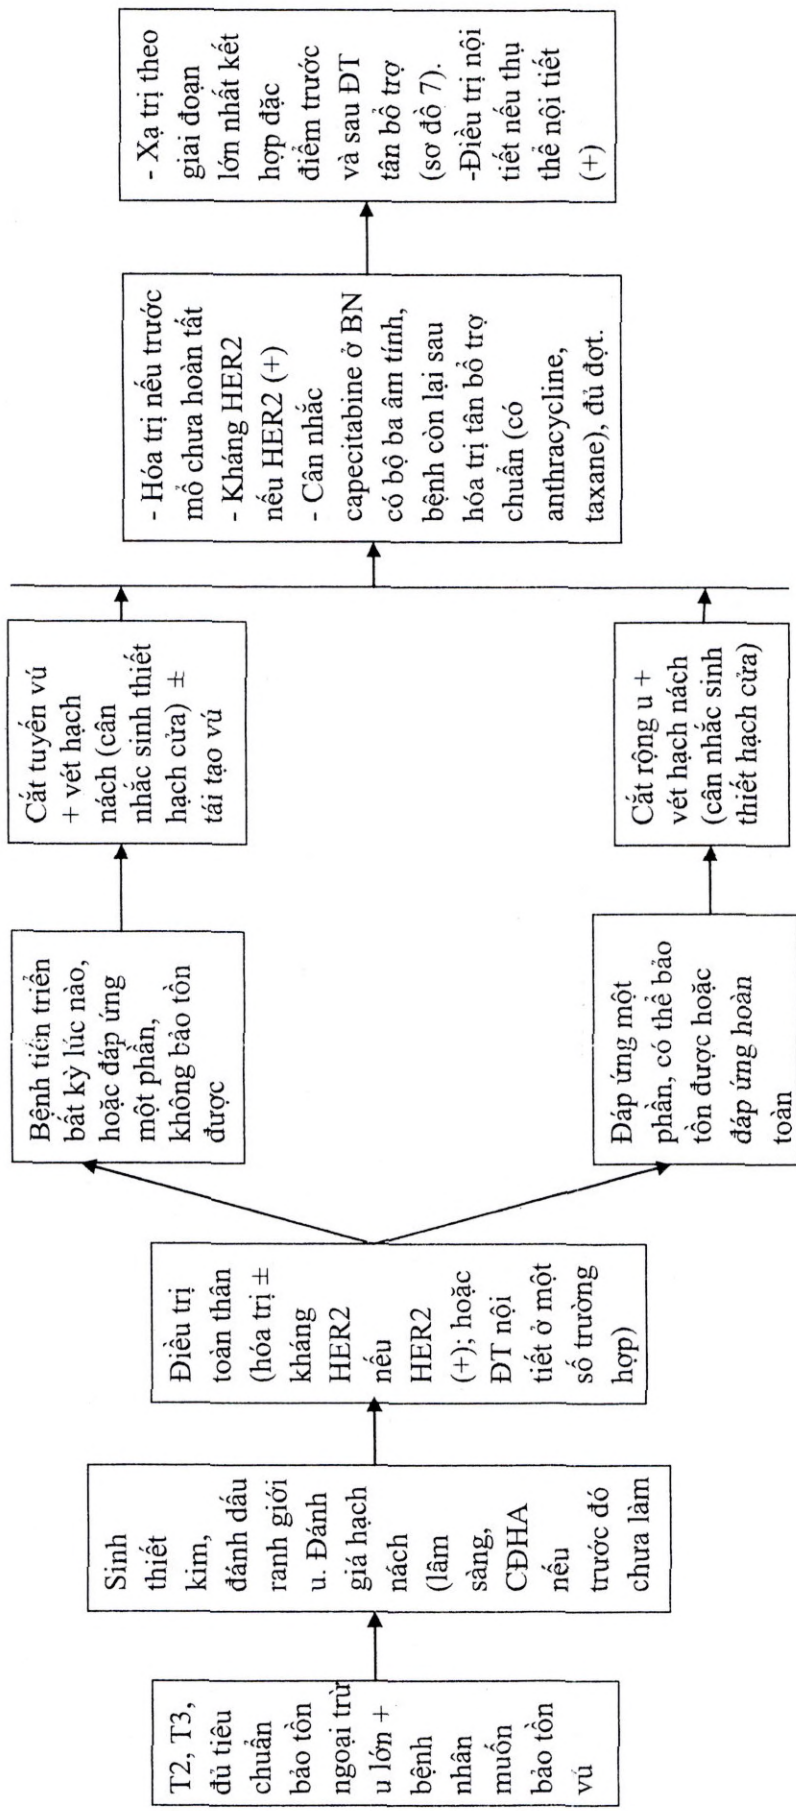 T2, T3,
đủ tiêu
chuẩn
bảo tồn
ngoại trừ
u lớn +
bệnh
nhân
muốn
bảo tồn
vú
Sinh
thiết
kim,
đánh dấu
ranh giới
u. Đánh
giá hạch
nách
(lâm
sàng,
CĐHA
nếu
trước đó
chưa làm
Điều trị
toàn thân
(hóa trị ±
kháng
HER2
nếu
HER2
(+); hoặc
ĐT nội
tiết ở một
số trường
hợp)
Bệnh tiến triển
bất kỳ lúc nào,
hoặc đáp ứng
một phần,
không bảo tồn
được
Cắt tuyến vú
+ vét hạch
nách (cân
nhắc sinh thiết
hạch cửa) ±
tái tạo vú
Đáp ứng một
phần, có thể bảo
tồn được hoặc
đáp ứng hoàn
toàn
Cắt rộng u +
vét hạch nách
(cân nhắc sinh
thiết hạch cửa)
- Hóa trị nếu trước
mổ chưa hoàn tất
- Kháng HER2
nếu HER2 (+)
- Cân nhắc
capecitabine ở BN
có bộ ba âm tính,
bệnh còn lại sau
hóa trị tân bổ trợ
chuẩn (có
anthracycline,
taxane), đủ đợt.
- Xạ trị theo
giai đoạn
lớn nhất kết
hợp đặc
điểm trước
và sau ĐT
tân bổ trợ
(sơ đồ 7).
-Điều trị nội
tiết nếu thụ
thể nội tiết
(+)